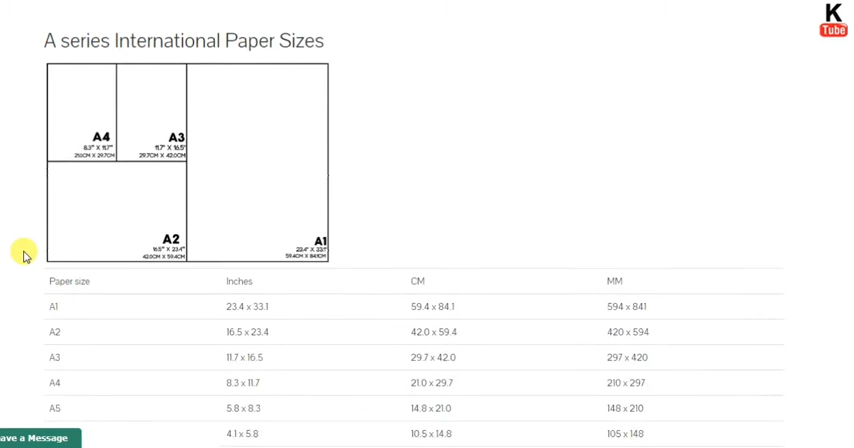 K
Tube
A series International Paper Sizes
A4
8.3" X 11.7"
21.0CM X 29.7CM
A3
11.7" X 16.5"
29.7CM X 42.0CM
A2
16.5" X 23.4"
42.0CM X 59.4CM
A1
23.4" X 33.1"
59.4CM X 84.1CM
Paper size Inches CM MM
A1 23.4 x 33.1 59.4 x 84.1 594 x 841
A2 16.5 x 23.4 42.0 x 59.4 420 x 594
A3 11.7 x 16.5 29.7 x 42.0 297 x 420
A4 8.3 x 11.7 21.0 x 29.7 210 x 297
A5 5.8 x 8.3 14.8 x 21.0 148 x 210
4.1 x 5.8 10.5 x 14.8 105 x 148
ave a Message